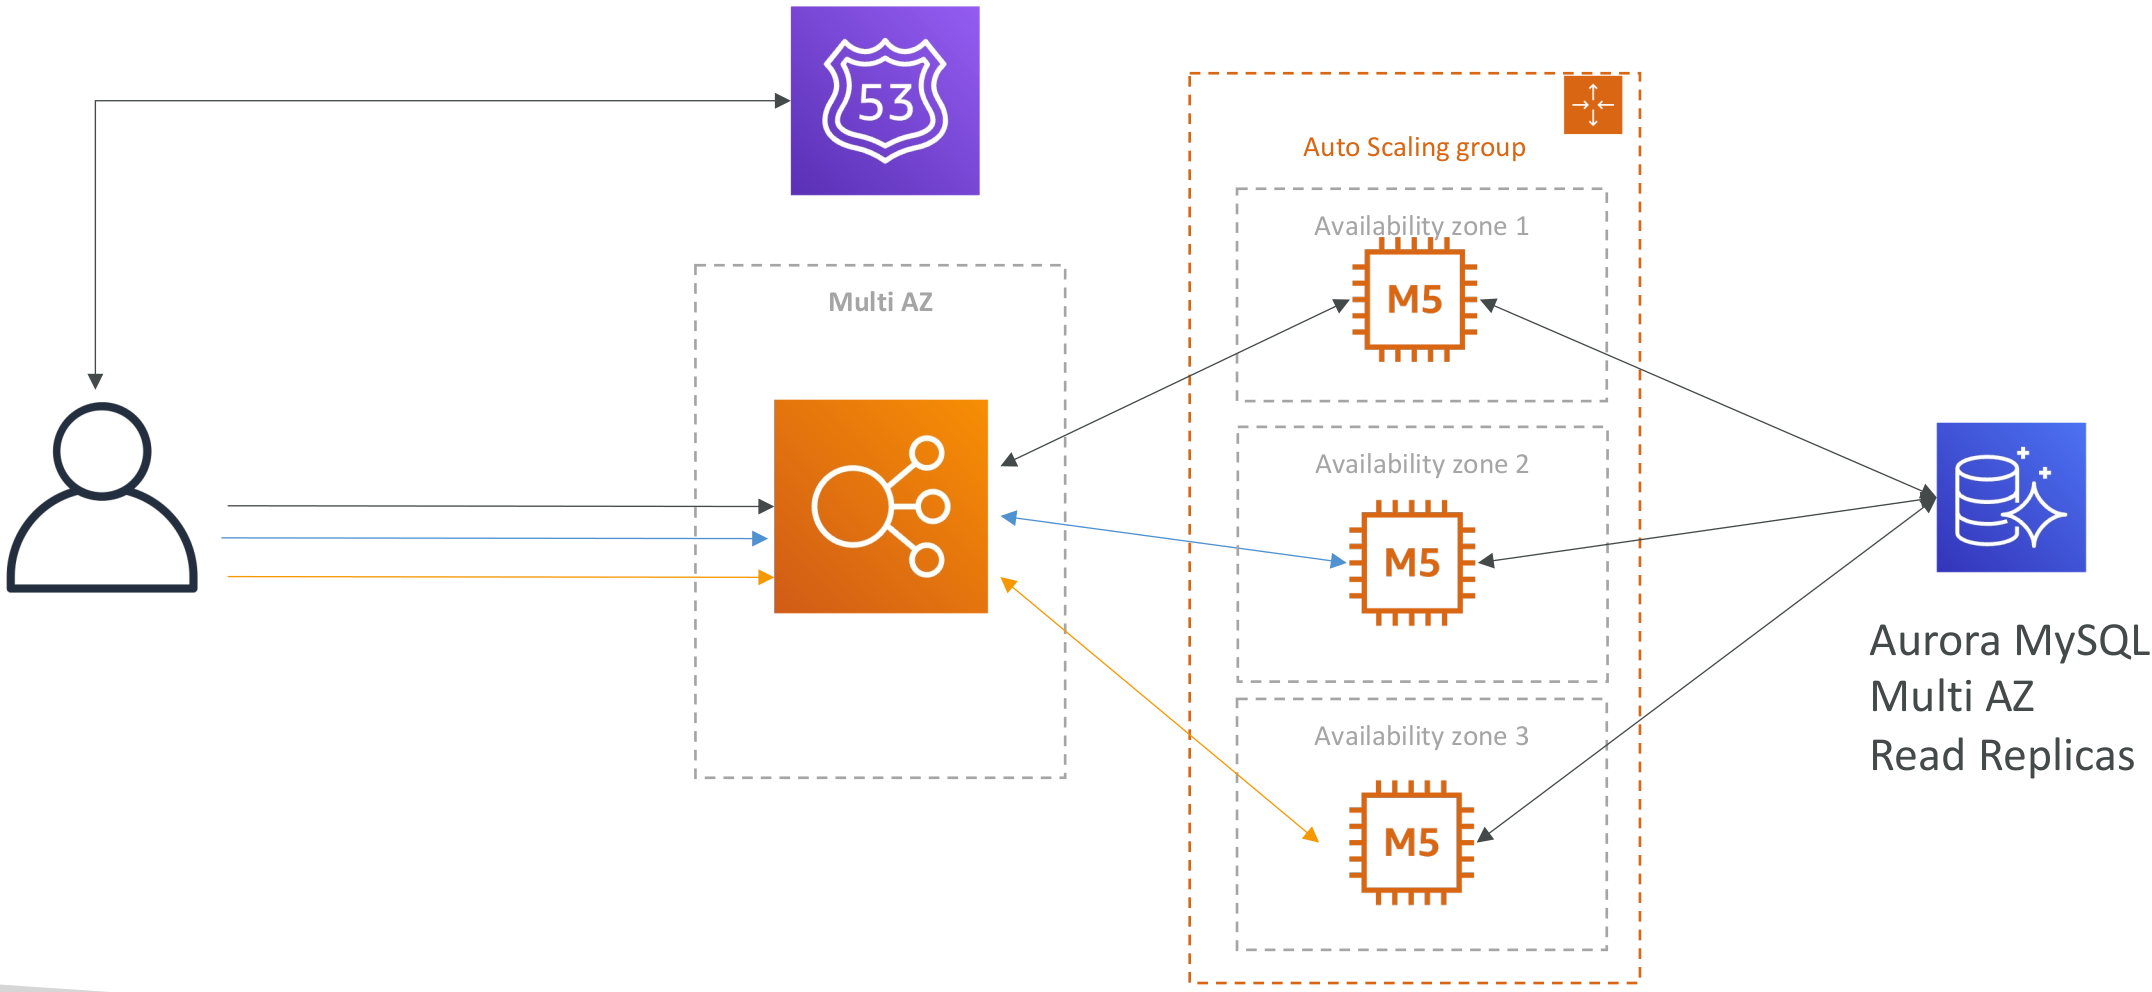 53
Auto Scaling group
Availability zone 1
M5
Multi AZ
Availability zone 2
M5
Availability zone 3
M5
Aurora MySQL
Multi AZ
Read Replicas